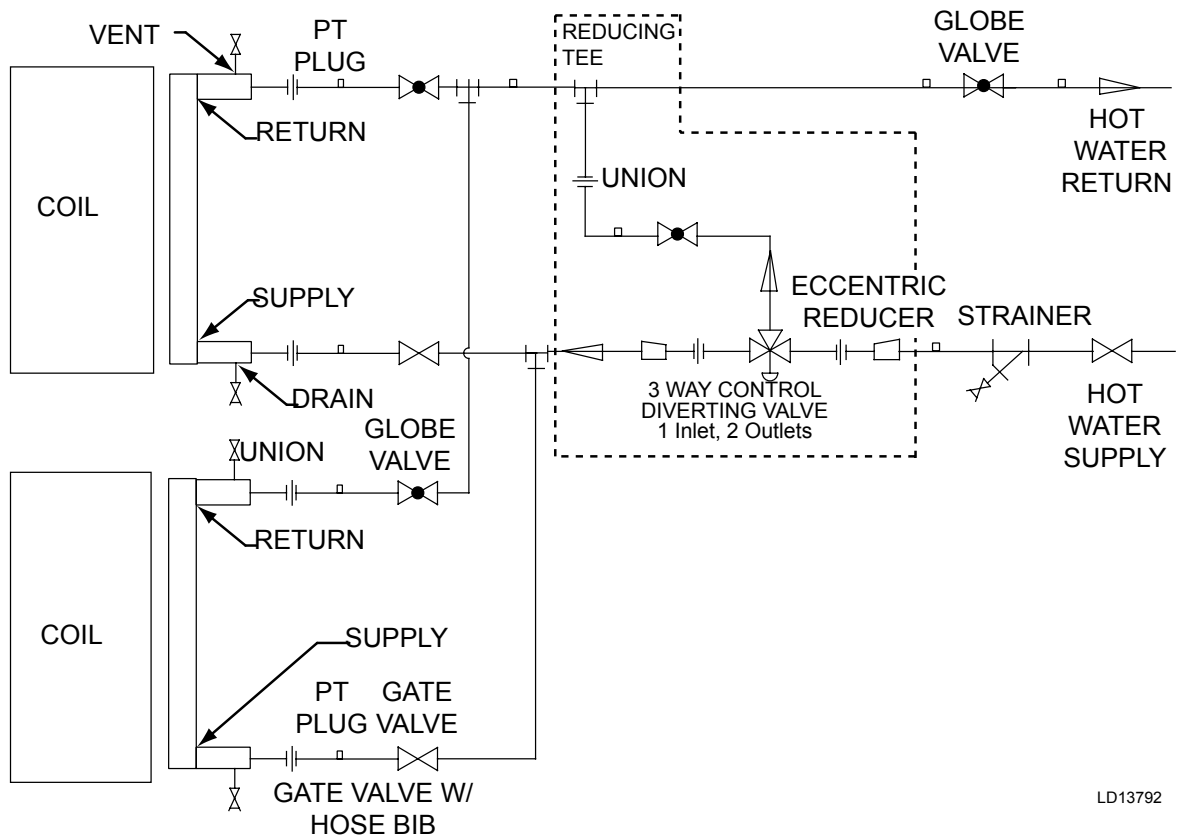 VENT
PT
PLUG
REDUCING
TEE
GLOBE
VALVE
RETURN
HOT
WATER
RETURN
COIL
UNION
SUPPLY
ECCENTRIC
REDUCER
STRAINER
DRAIN
3 WAY CONTROL
DIVERTING VALVE
1 Inlet, 2 Outlets
HOT
WATER
SUPPLY
UNION
GLOBE
VALVE
RETURN
COIL
SUPPLY
PT
PLUG
GATE
VALVE
GATE VALVE W/
HOSE BIB
LD13792